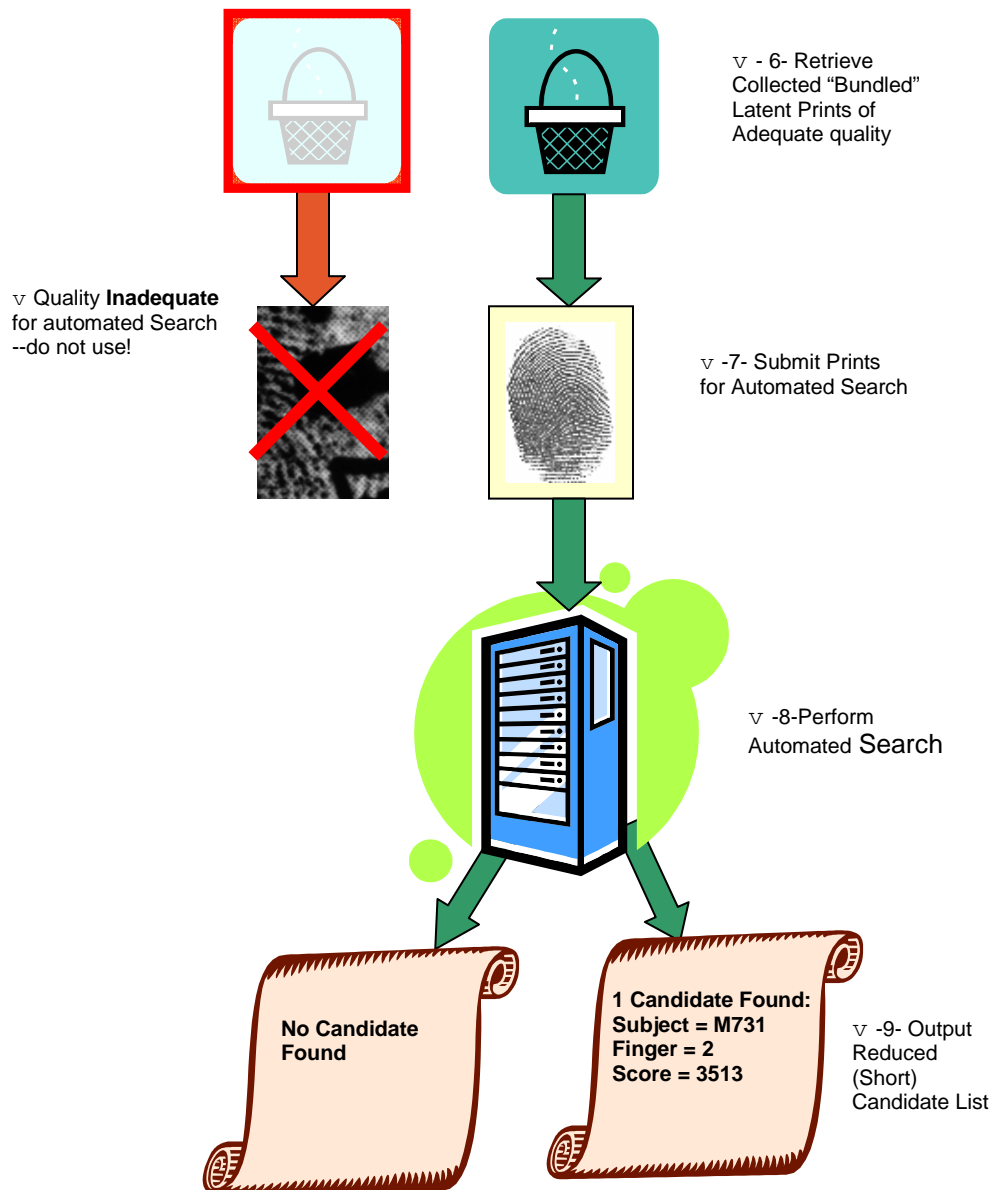 v - 6- Retrieve
Collected “Bundled”
Latent Prints of
Adequate quality
v Quality Inadequate
for automated Search
--do not use!
v -7- Submit Prints
for Automated Search
v -8-Perform
Automated Search
No Candidate
Found
1 Candidate Found:
Subject = M731
Finger = 2
Score = 3513
v -9- Output
Reduced
(Short)
Candidate List